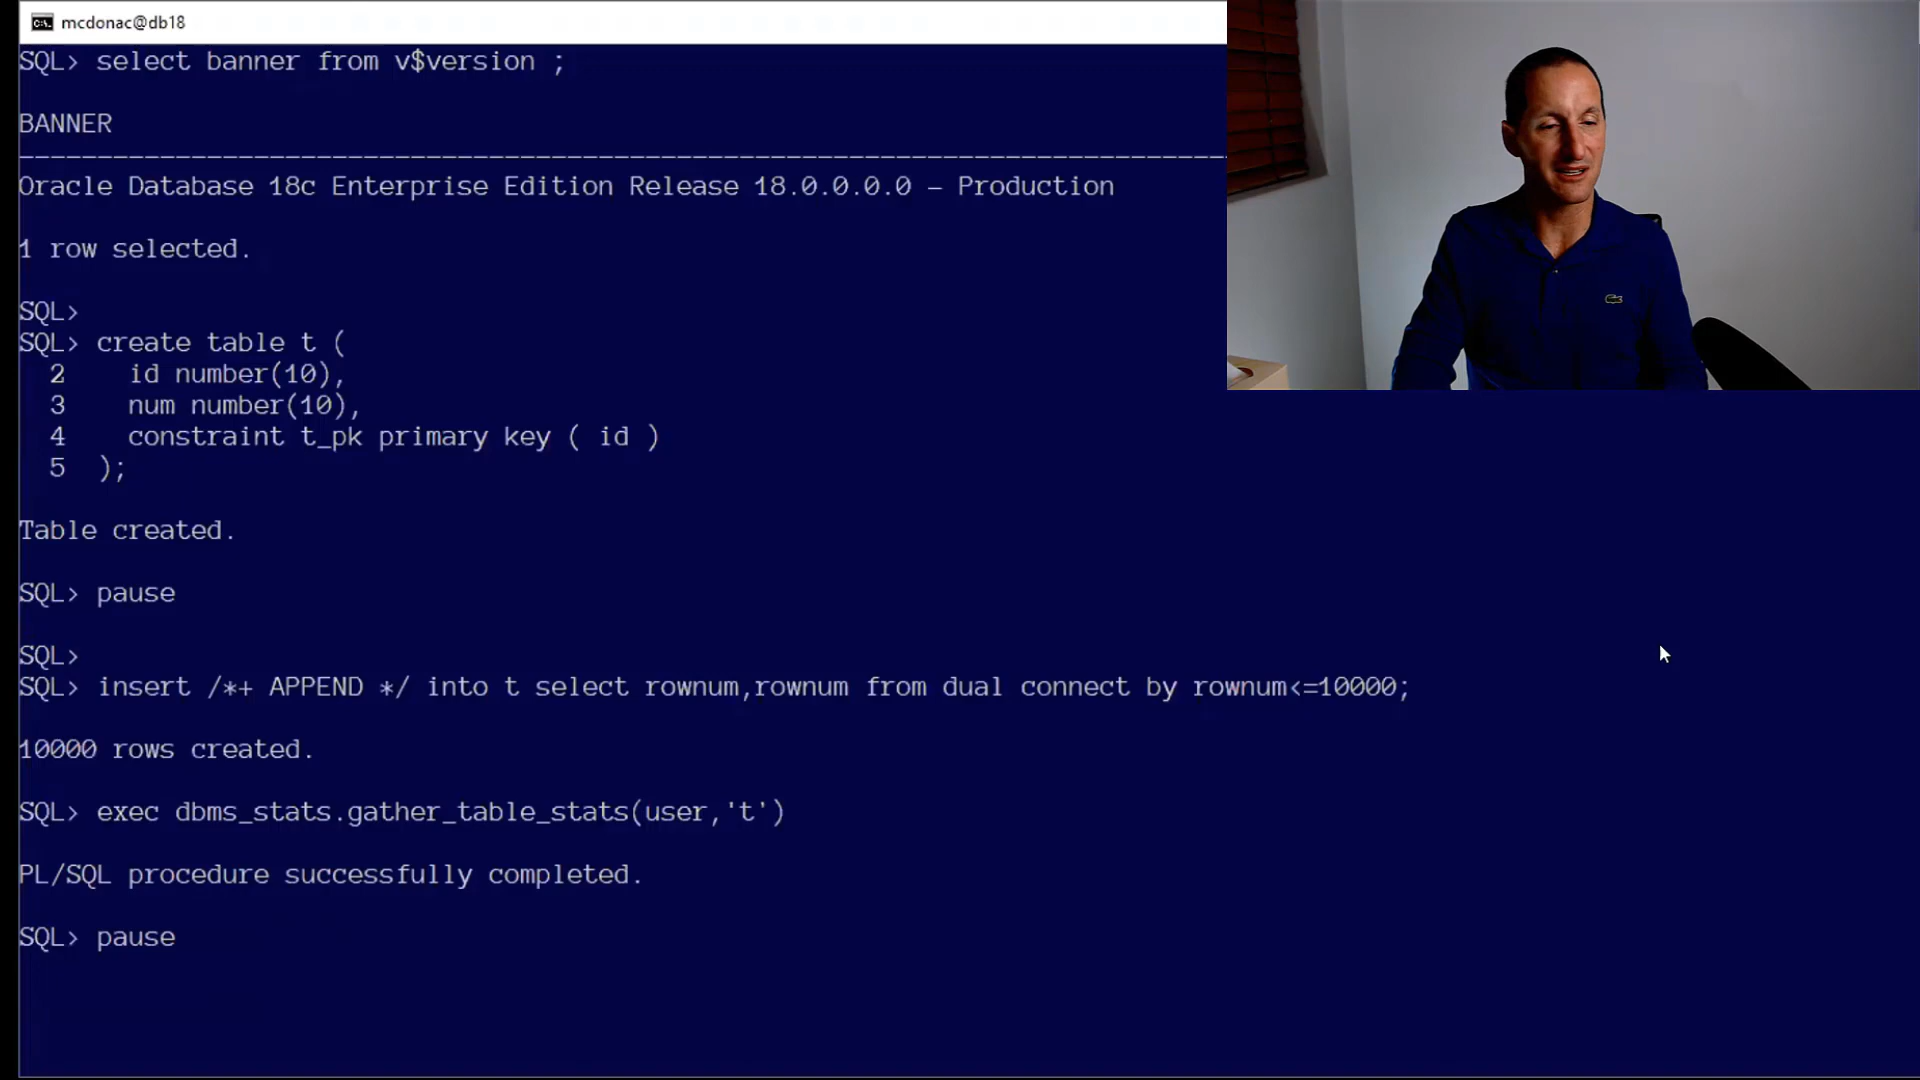 mcdonac@db18
SQL> select banner from v$version ;
BANNER
--------------------------------------------------------------------------------
Oracle Database 18c Enterprise Edition Release 18.0.0.0.0 – Production
1 row selected.
SQL>
SQL> create table t (
2 id number(10),
3 num number(10),
4 constraint t_pk primary key ( id )
5 );
Table created.
SQL> pause
SQL>
SQL> insert /*+ APPEND */ into t select rownum,rownum from dual connect by rownum<=10000;
10000 rows created.
SQL> exec dbms_stats.gather_table_stats(user,'t')
PL/SQL procedure successfully completed.
SQL> pause